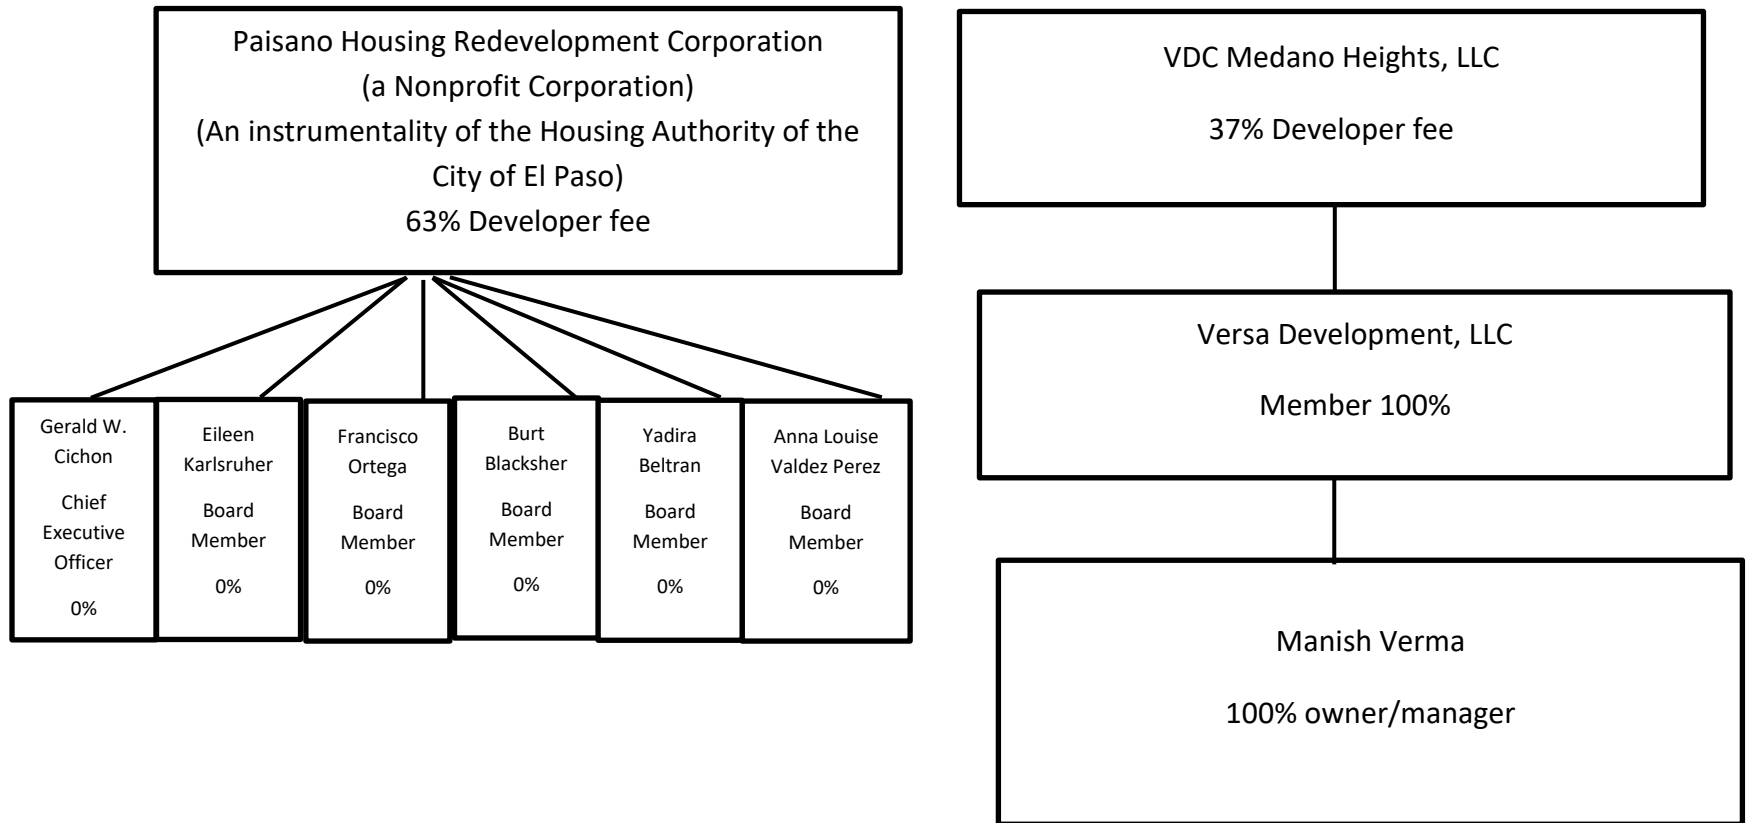 Paisano Housing Redevelopment Corporation
(a Nonprofit Corporation)
(An instrumentality of the Housing Authority of the
City of El Paso)
63% Developer fee
Gerald W.
Cichon
Chief
Executive
Officer
0%
Eileen
Karlsruher
Board
Member
0%
Francisco
Ortega
Board
Member
0%
Burt
Blacksher
Board
Member
0%
Yadira
Beltran
Board
Member
0%
Anna Louise
Valdez Perez
Board
Member
0%
VDC Medano Heights, LLC
37% Developer fee
Versa Development, LLC
Member 100%
Manish Verma
100% owner/manager